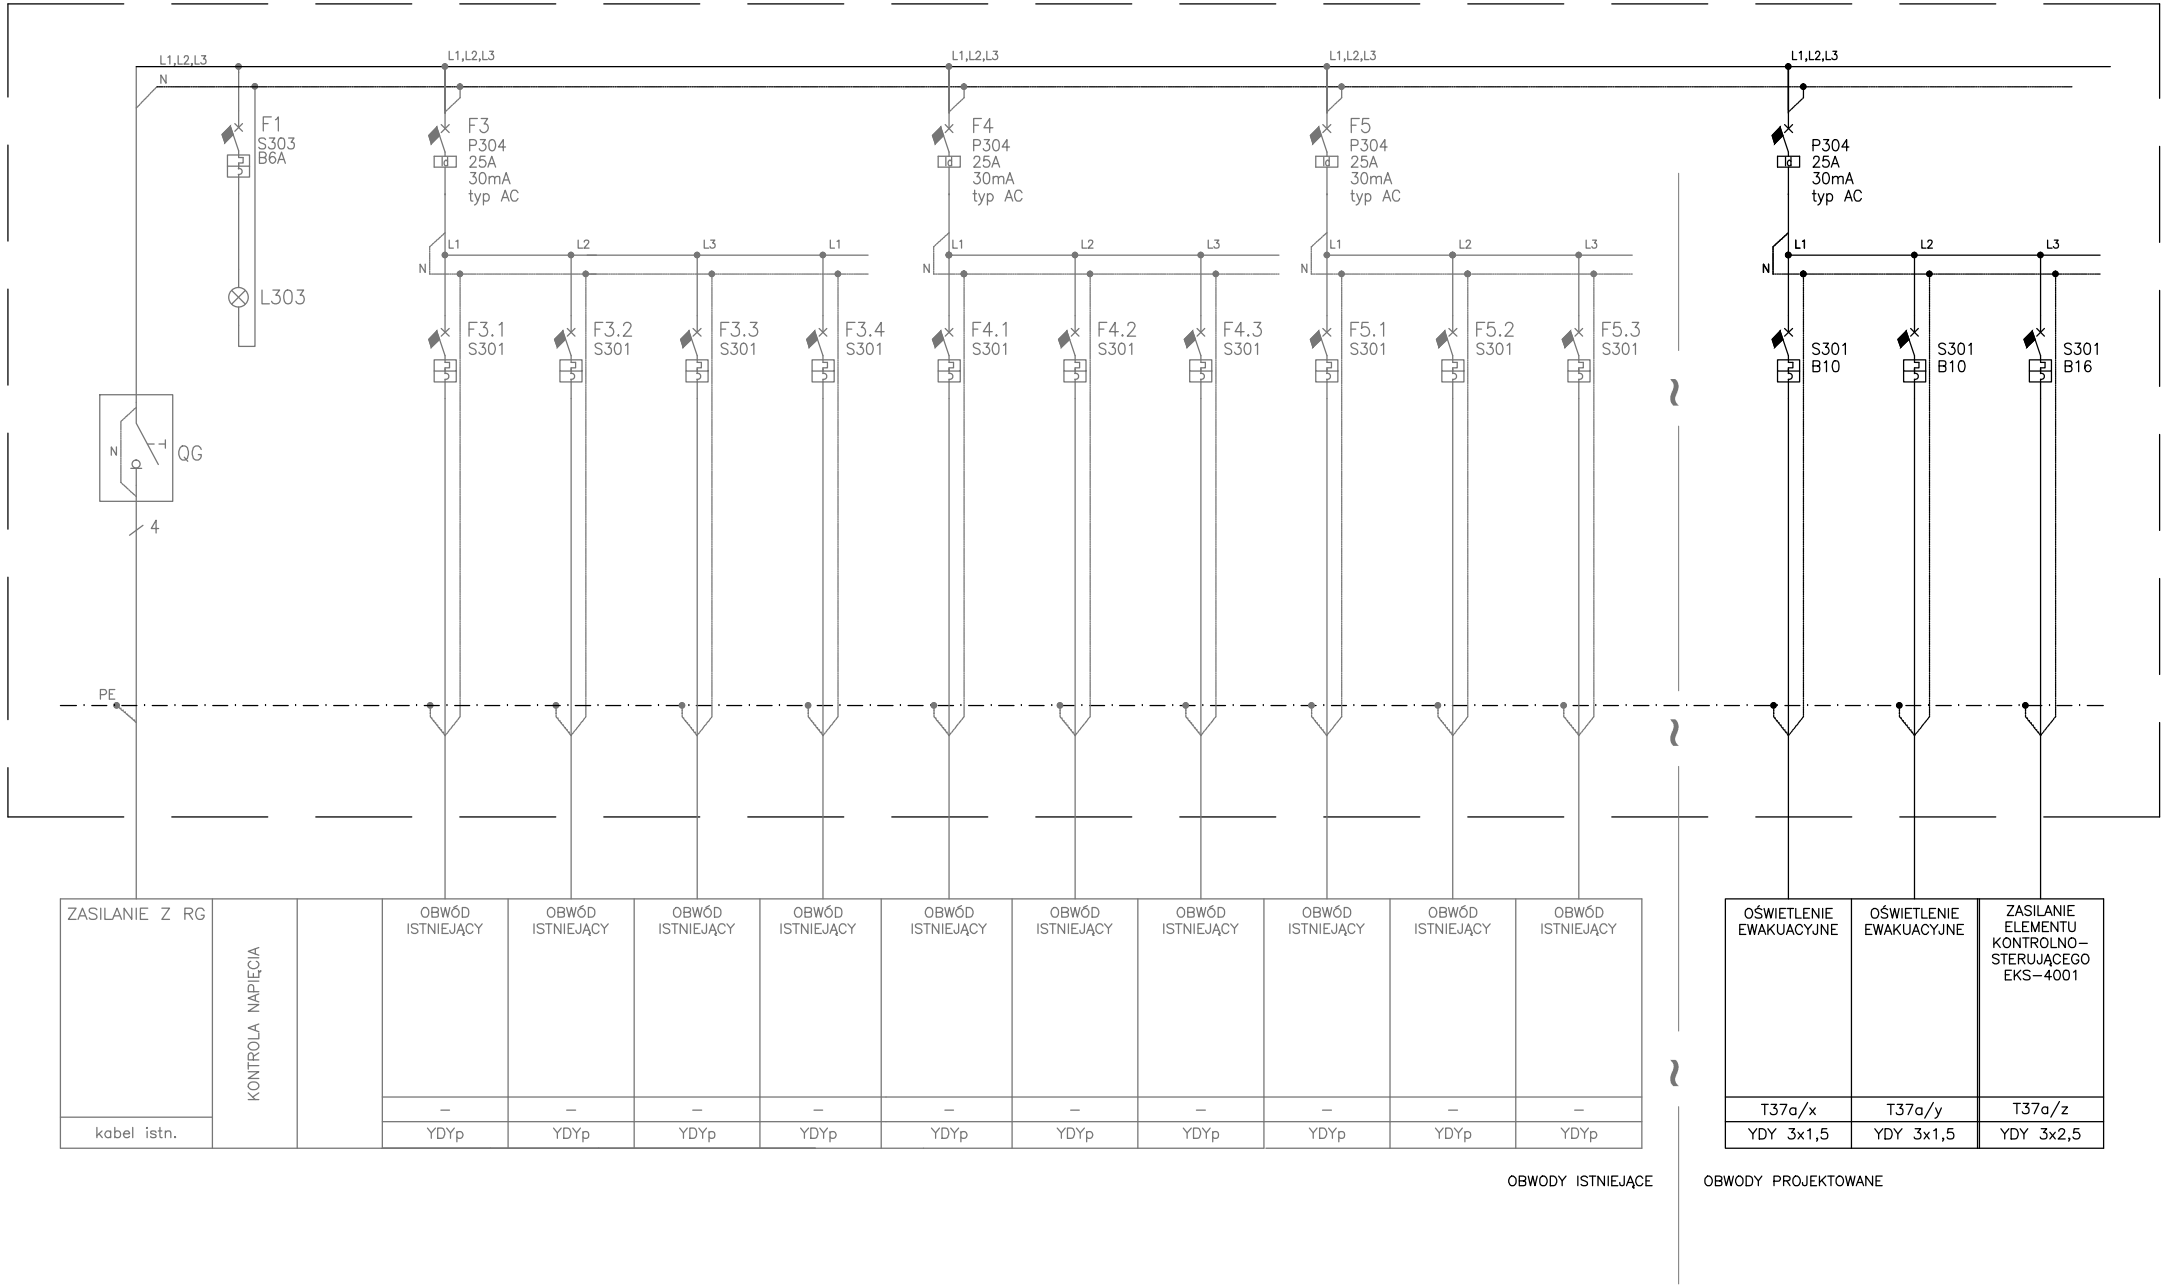 L1,L2,L3
L1,L2,L3
L1,L2,L3
L1,L2,L3
L1,L2,L3
N
F1
S303
B6A
F3
P304
25A
30mA
typ AC
F4
P304
25A
30mA
typ AC
F5
P304
25A
30mA
typ AC
P304
25A
30mA
typ AC
L1
L2
L3
L1
N
L1
L2
L3
N
L1
L2
L3
N
L1
L2
L3
N
L303
F3.1
S301
F3.2
S301
F3.3
S301
F3.4
S301
F4.1
S301
F4.2
S301
F4.3
S301
F5.1
S301
F5.2
S301
F5.3
S301
S301
B10
S301
B10
S301
B16
N
QG
4
PE
ZASILANIE Z RG
kabel istn.
KONTROLA NAPIĘCIA
OBWÓD
ISTNIEJĄCY
–
YDYp
OBWÓD
ISTNIEJĄCY
–
YDYp
OBWÓD
ISTNIEJĄCY
–
YDYp
OBWÓD
ISTNIEJĄCY
–
YDYp
OBWÓD
ISTNIEJĄCY
–
YDYp
OBWÓD
ISTNIEJĄCY
–
YDYp
OBWÓD
ISTNIEJĄCY
–
YDYp
OBWÓD
ISTNIEJĄCY
–
YDYp
OBWÓD
ISTNIEJĄCY
–
YDYp
OBWÓD
ISTNIEJĄCY
–
YDYp
OŚWIETLENIE
EWAKUACYJNE
T37a/x
YDY 3x1,5
OŚWIETLENIE
EWAKUACYJNE
T37a/y
YDY 3x1,5
ZASILANIE
ELEMENTU
KONTROLNO–
STERUJĄCEGO
EKS–4001
T37a/z
YDY 3x2,5
OBWODY ISTNIEJĄCE
OBWODY PROJEKTOWANE